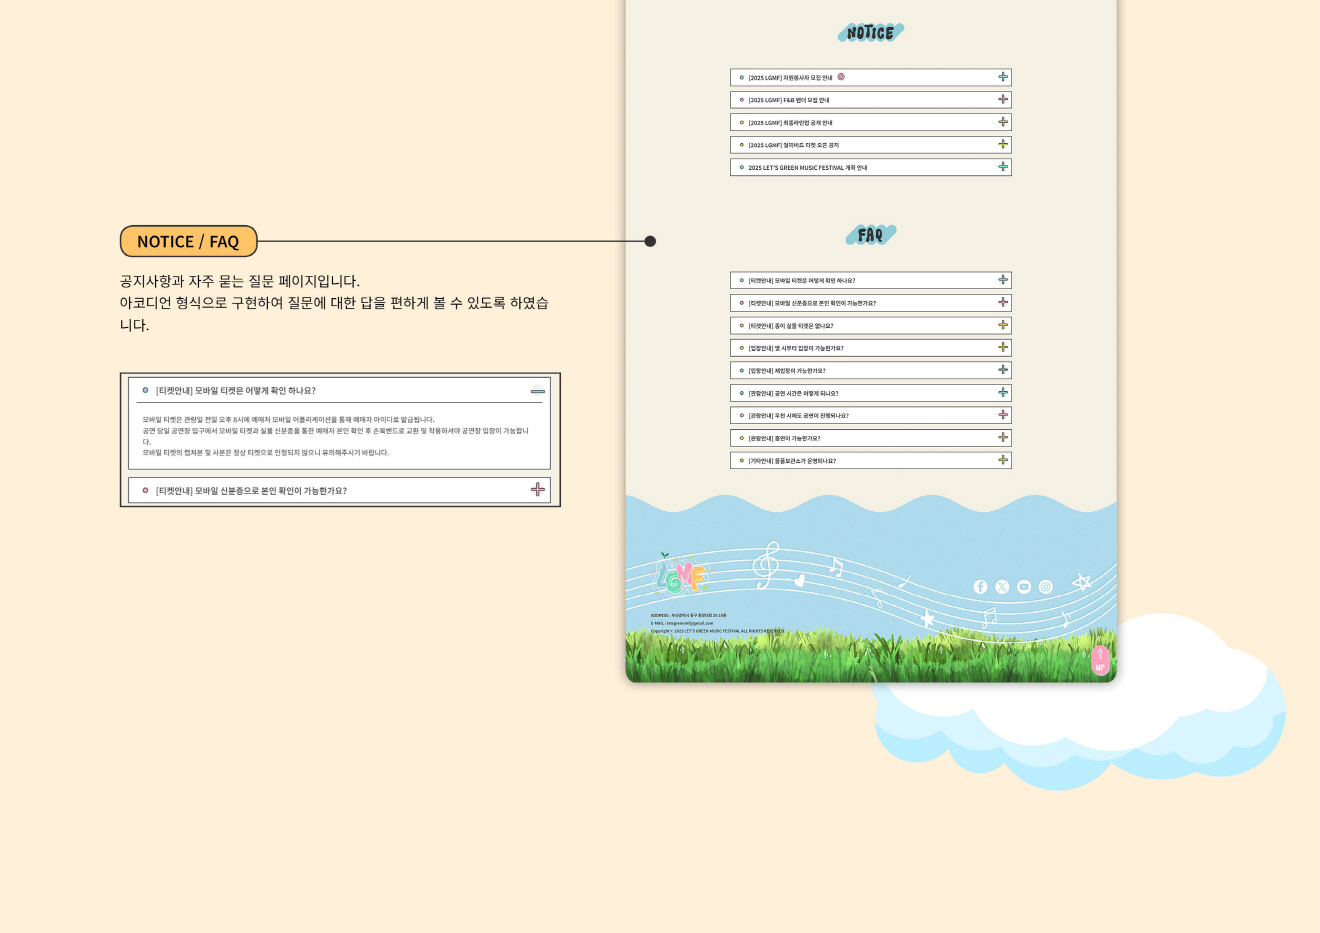 NOTICE
[2025 LGMF] 자원봉사자 모집 안내
[2025 LGMF] F&B 벤더 모집 안내
[2025 LGMF] 최종라인업 공개 안내
[2025 LGMF] 얼리버드 티켓 오픈 공지
2025 LET'S GREEN MUSIC FESTIVAL 개최 안내
NOTICE / FAQ
공지사항과 자주 묻는 질문 페이지입니다.
아코디언 형식으로 구현하여 질문에 대한 답을 편하게 볼 수 있도록 하였습
니다.
[티켓안내] 모바일 티켓은 어떻게 확인 하나요?
모바일 티켓은 관람일 전일 오후 8시에 예매처 모바일 어플리케이션을 통해 예매자 아이디로 발급됩니다.
공연 당일 공연장 입구에서 모바일 티켓과 실물 신분증을 통한 예매자 본인 확인 후 손목밴드로 교환 및 착용하셔야 공연장 입장이 가능합니
다.
모바일 티켓의 캡쳐본 및 사본은 정상 티켓으로 인정되지 않으니 유의해주시기 바랍니다.
[티켓안내] 모바일 신분증으로 본인 확인이 가능한가요?
FAQ
[티켓안내] 모바일 티켓은 어떻게 확인 하나요?
[티켓안내] 모바일 신분증으로 본인 확인이 가능한가요?
[티켓안내] 종이 실물 티켓은 없나요?
[입장안내] 몇 시부터 입장이 가능한가요?
[입장안내] 재입장이 가능한가요?
[관람안내] 공연 시간은 어떻게 되나요?
[관람안내] 우천 시에도 공연이 진행되나요?
[관람안내] 흡연이 가능한가요?
[기타안내] 물품보관소가 운영되나요?
LGMF
ADDRESS : 부산광역시 동구
E-MAIL : letsgreenmf@gmail.com
Copyright © 2025 LET'S GREEN MUSIC FESTIVAL ALL RIGHTS RESERVED
UP